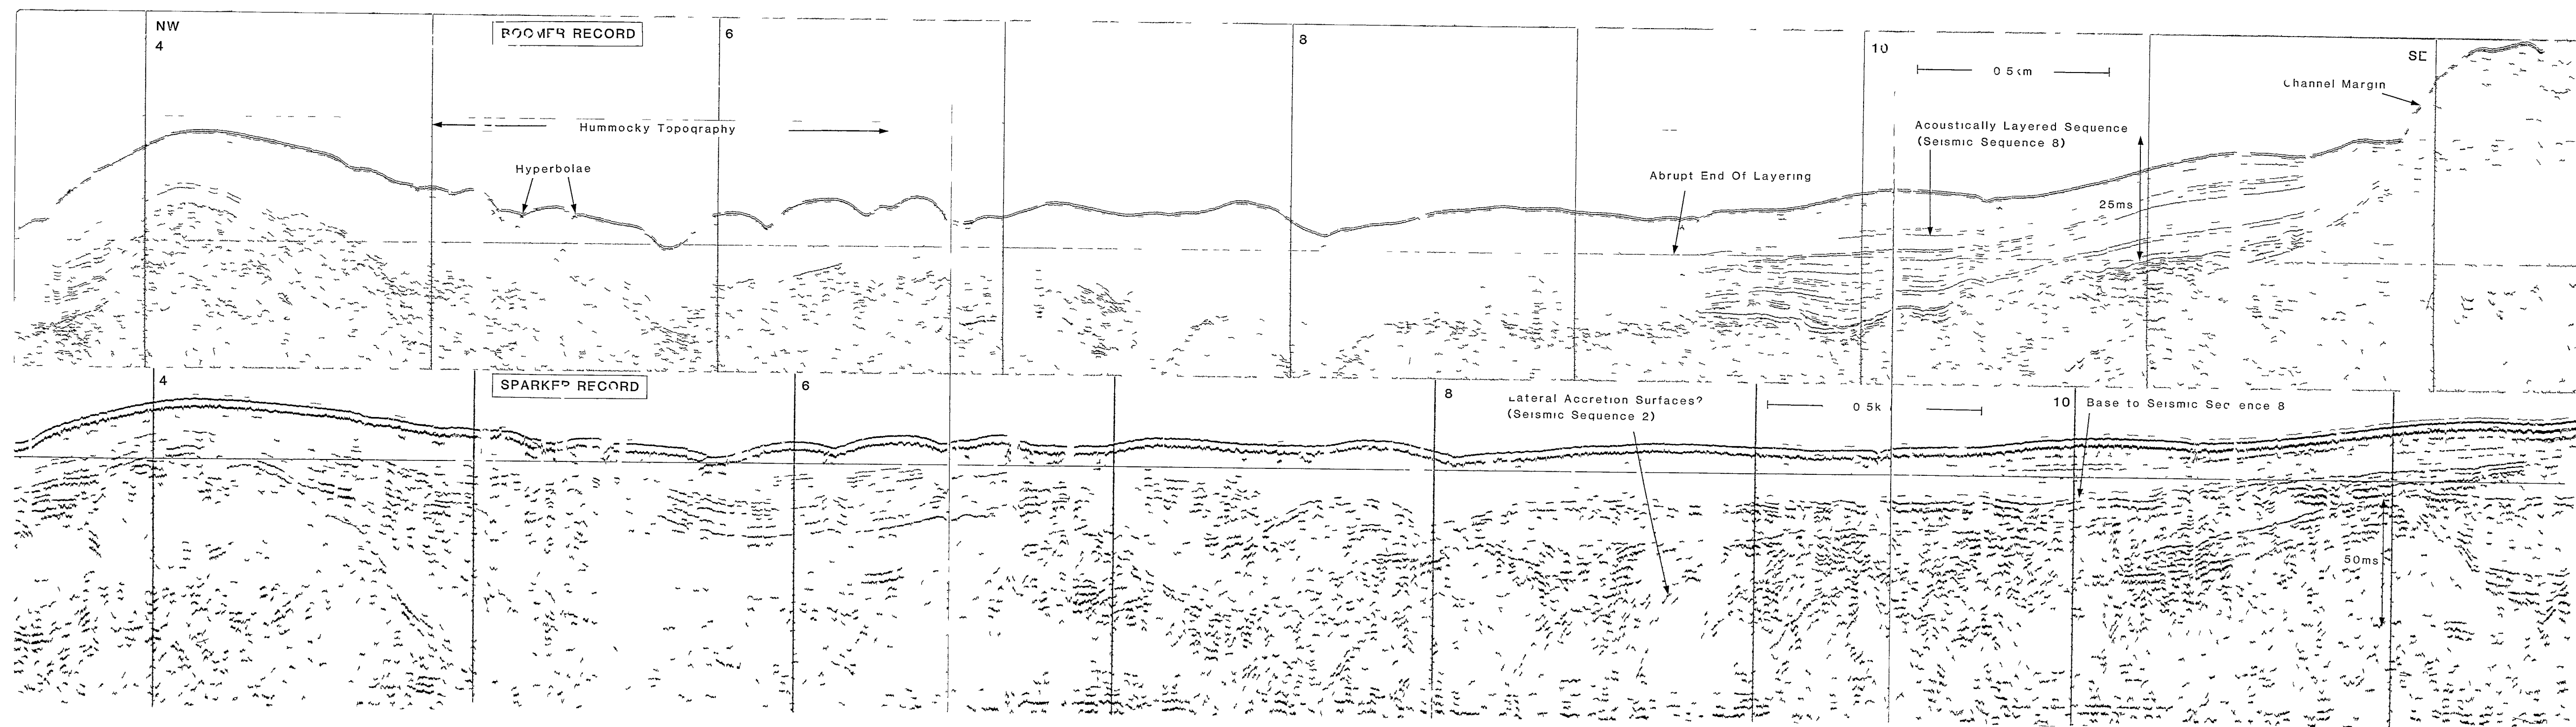 NW
4
BOOMER RECORD
6
8
10
SE
0 5km
Channel Margin
Hummocky Topography
Acoustically Layered Sequence
(Seismic Sequence 8)
Hyperbolae
Abrupt End Of Layering
25ms
4
SPARKER RECORD
6
8
Lateral Accretion Surfaces?
(Seismic Sequence 2)
0 5k
10
Base to Seismic Sequence 8
50ms